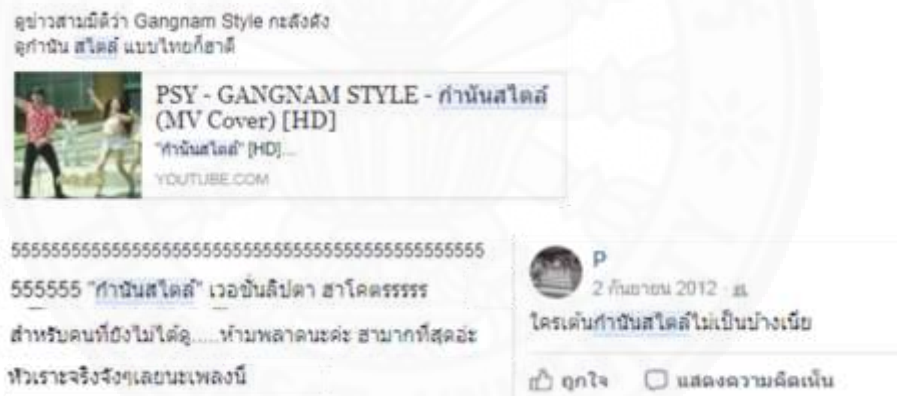 ดูข่าวสามมิติว่า Gangnam Style กะลังดัง
ดูกำนัน สไตล์ แบบไทยก็ฮาดี
PSY - GANGNAM STYLE - กำนันสไตล์
(MV Cover) [HD]
"กำนันสไตล์" [HD]...
YOUTUBE.COM
5555555555555555555555555555555555555555555555
555555 "กำนันสไตล์" เวอชั่นลิปตา ฮาโคตรรรรร
สำหรับคนที่ยังไม่ได้ดู.....ห้ามพลาดนะค่ะ ฮามากที่สุดอ่ะ
หัวเราะจริงจังๆเลยนะเพลงนี้
P
2 กันยายน 2012
ใครเต้นกำนันสไตล์ไม่เป็นบ้างเนี่ย
ถูกใจ แสดงความคิดเห็น